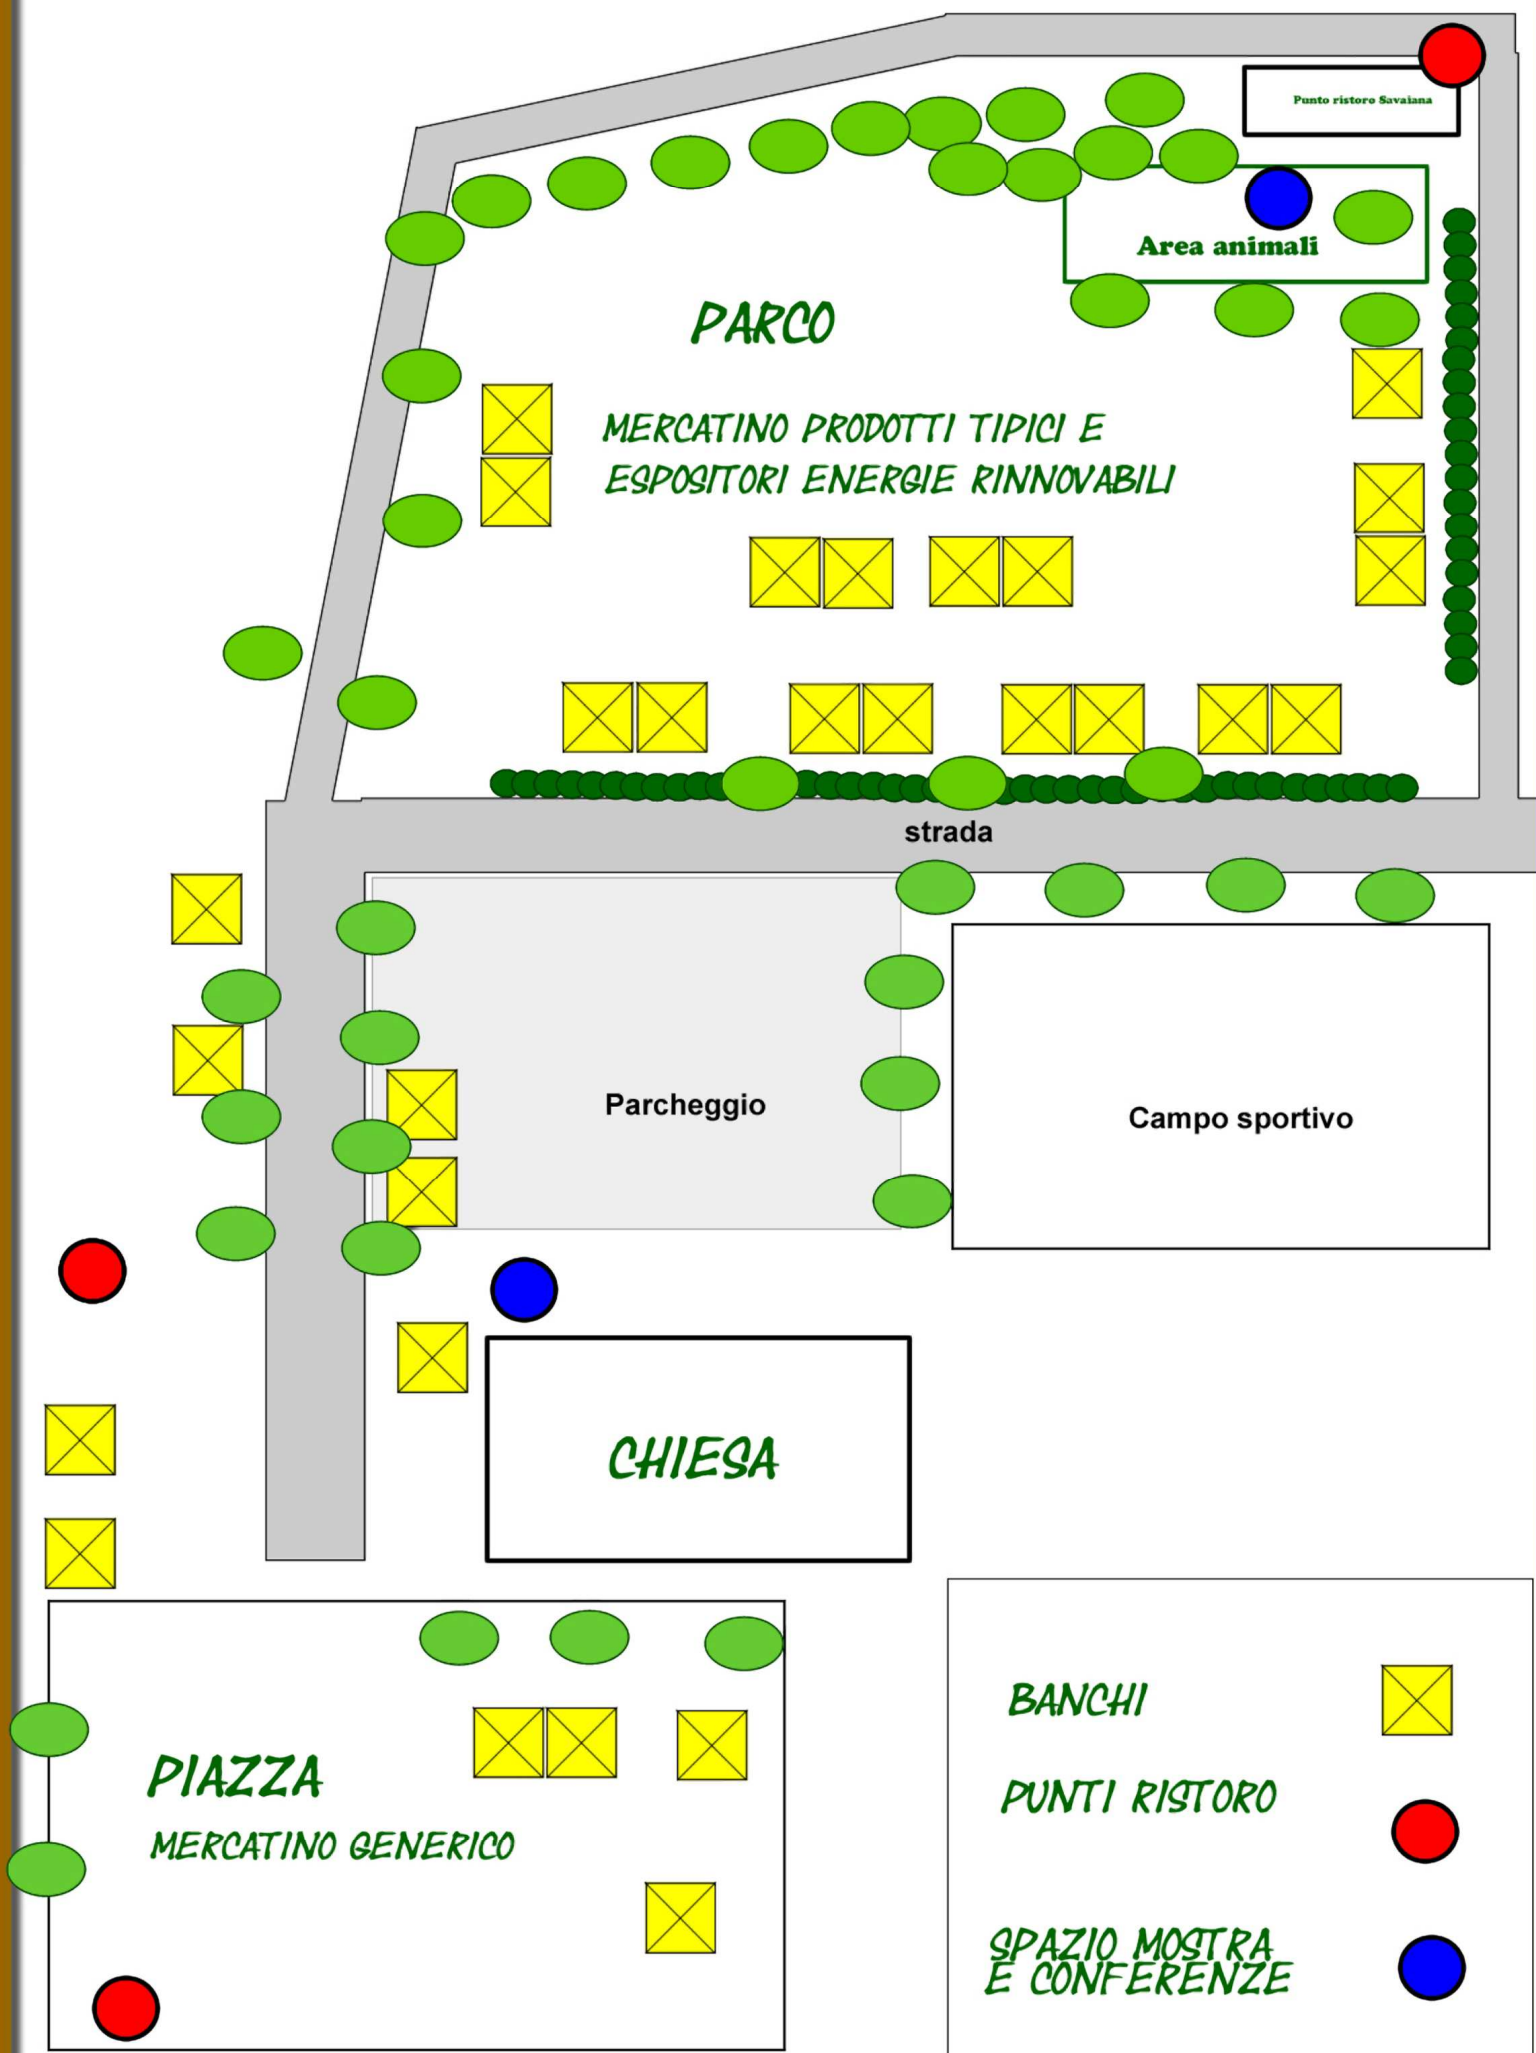 Punto ristoro Savaiana
Area animali
PARCO
MERCATINO PRODOTTI TIPICI E
ESPOSITORI ENERGIE RINNOVABILI
strada
Parcheggio
Campo sportivo
CHIESA
PIAZZA
MERCATINO GENERICO
BANCHI
PUNTI RISTORO
SPAZIO MOSTRA
E CONFERENZE